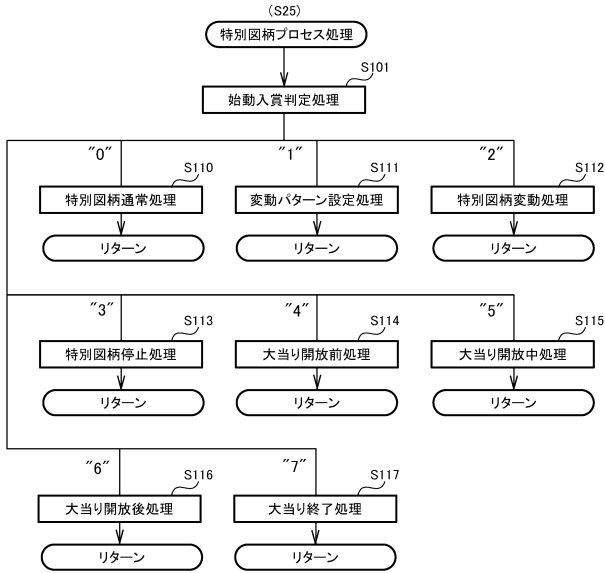 (S25)
特別図柄プロセス処理
S101
始動入賞判定処理
"0"
"1"
"2"
S110
S111
S112
特別図柄通常処理
変動パターン設定処理
特別図柄変動処理
リターン
リターン
リターン
"3"
"4"
"5"
S113
S114
S115
特別図柄停止処理
大当り開放前処理
大当り開放中処理
リターン
リターン
リターン
"6"
"7"
S116
S117
大当り開放後処理
大当り終了処理
リターン
リターン